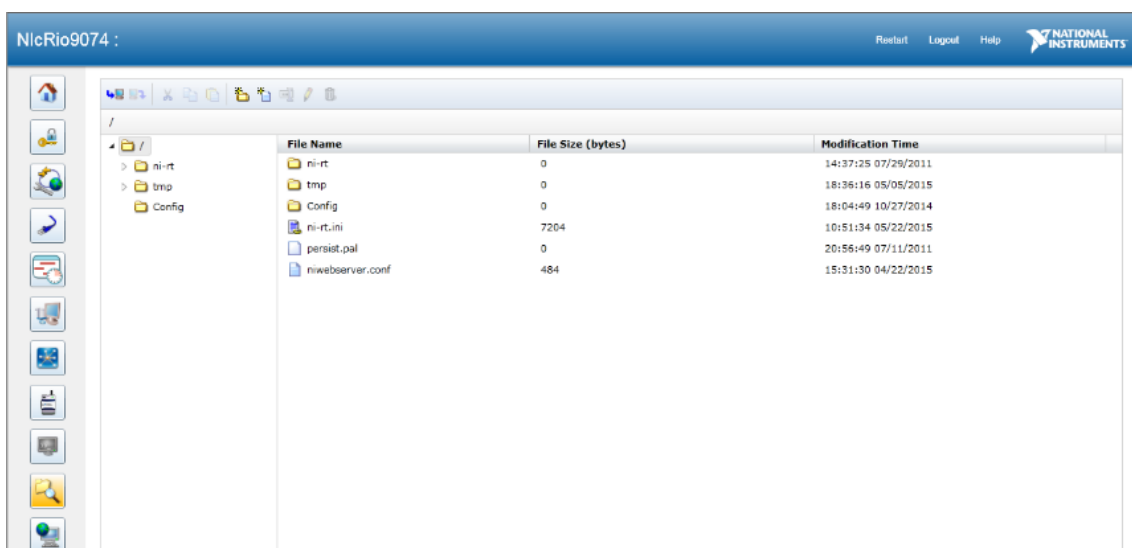 NIcRio9074 :
Restart Logout Help NATIONAL INSTRUMENTS
/
/ File Name File Size (bytes) Modification Time
ni-rt ni-rt 0 14:37:25 07/29/2011
tmp tmp 0 18:36:16 05/05/2015
Config Config 0 18:04:49 10/27/2014
ni-rt.ini 7204 10:51:34 05/22/2015
persist.pal 0 20:56:49 07/11/2011
niwebserver.conf 484 15:31:30 04/22/2015